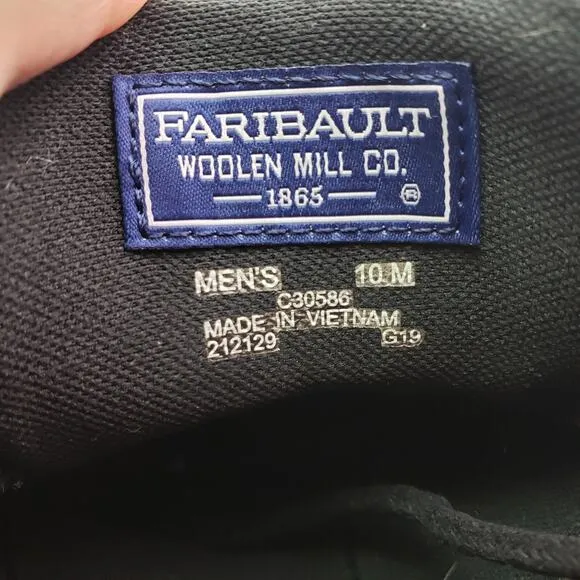 FARIBAULT
WOOLEN MILL CO.
1865 ®
MEN'S 10 M
C30586
MADE IN VIETNAM
212129 G19